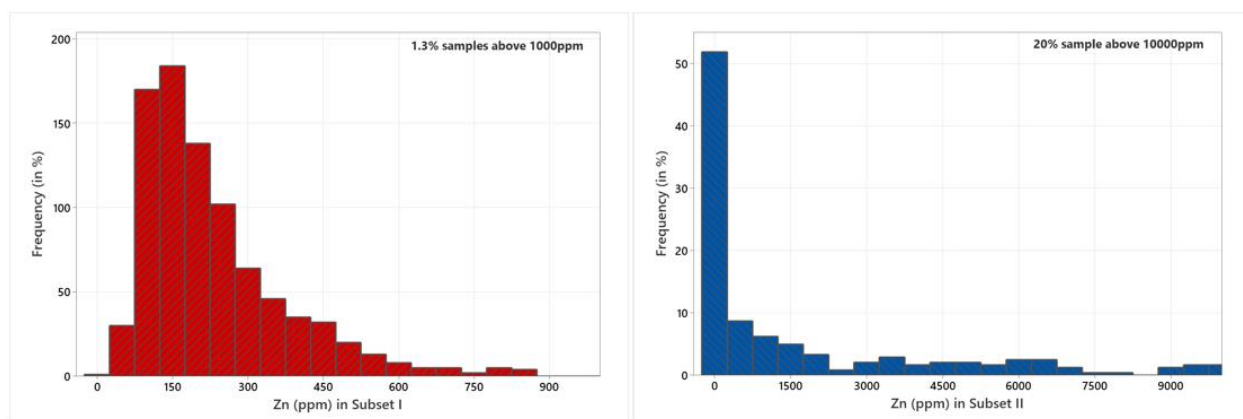 1.3% samples above 1000ppm
200
150
100
50
0
Frequency (in %)
0 150 300 450 600 750 900
Zn (ppm) in Subset I
20% sample above 10000ppm
50
40
30
20
10
0
Frequency (in %)
0 1500 3000 4500 6000 7500 9000
Zn (ppm) in Subset II